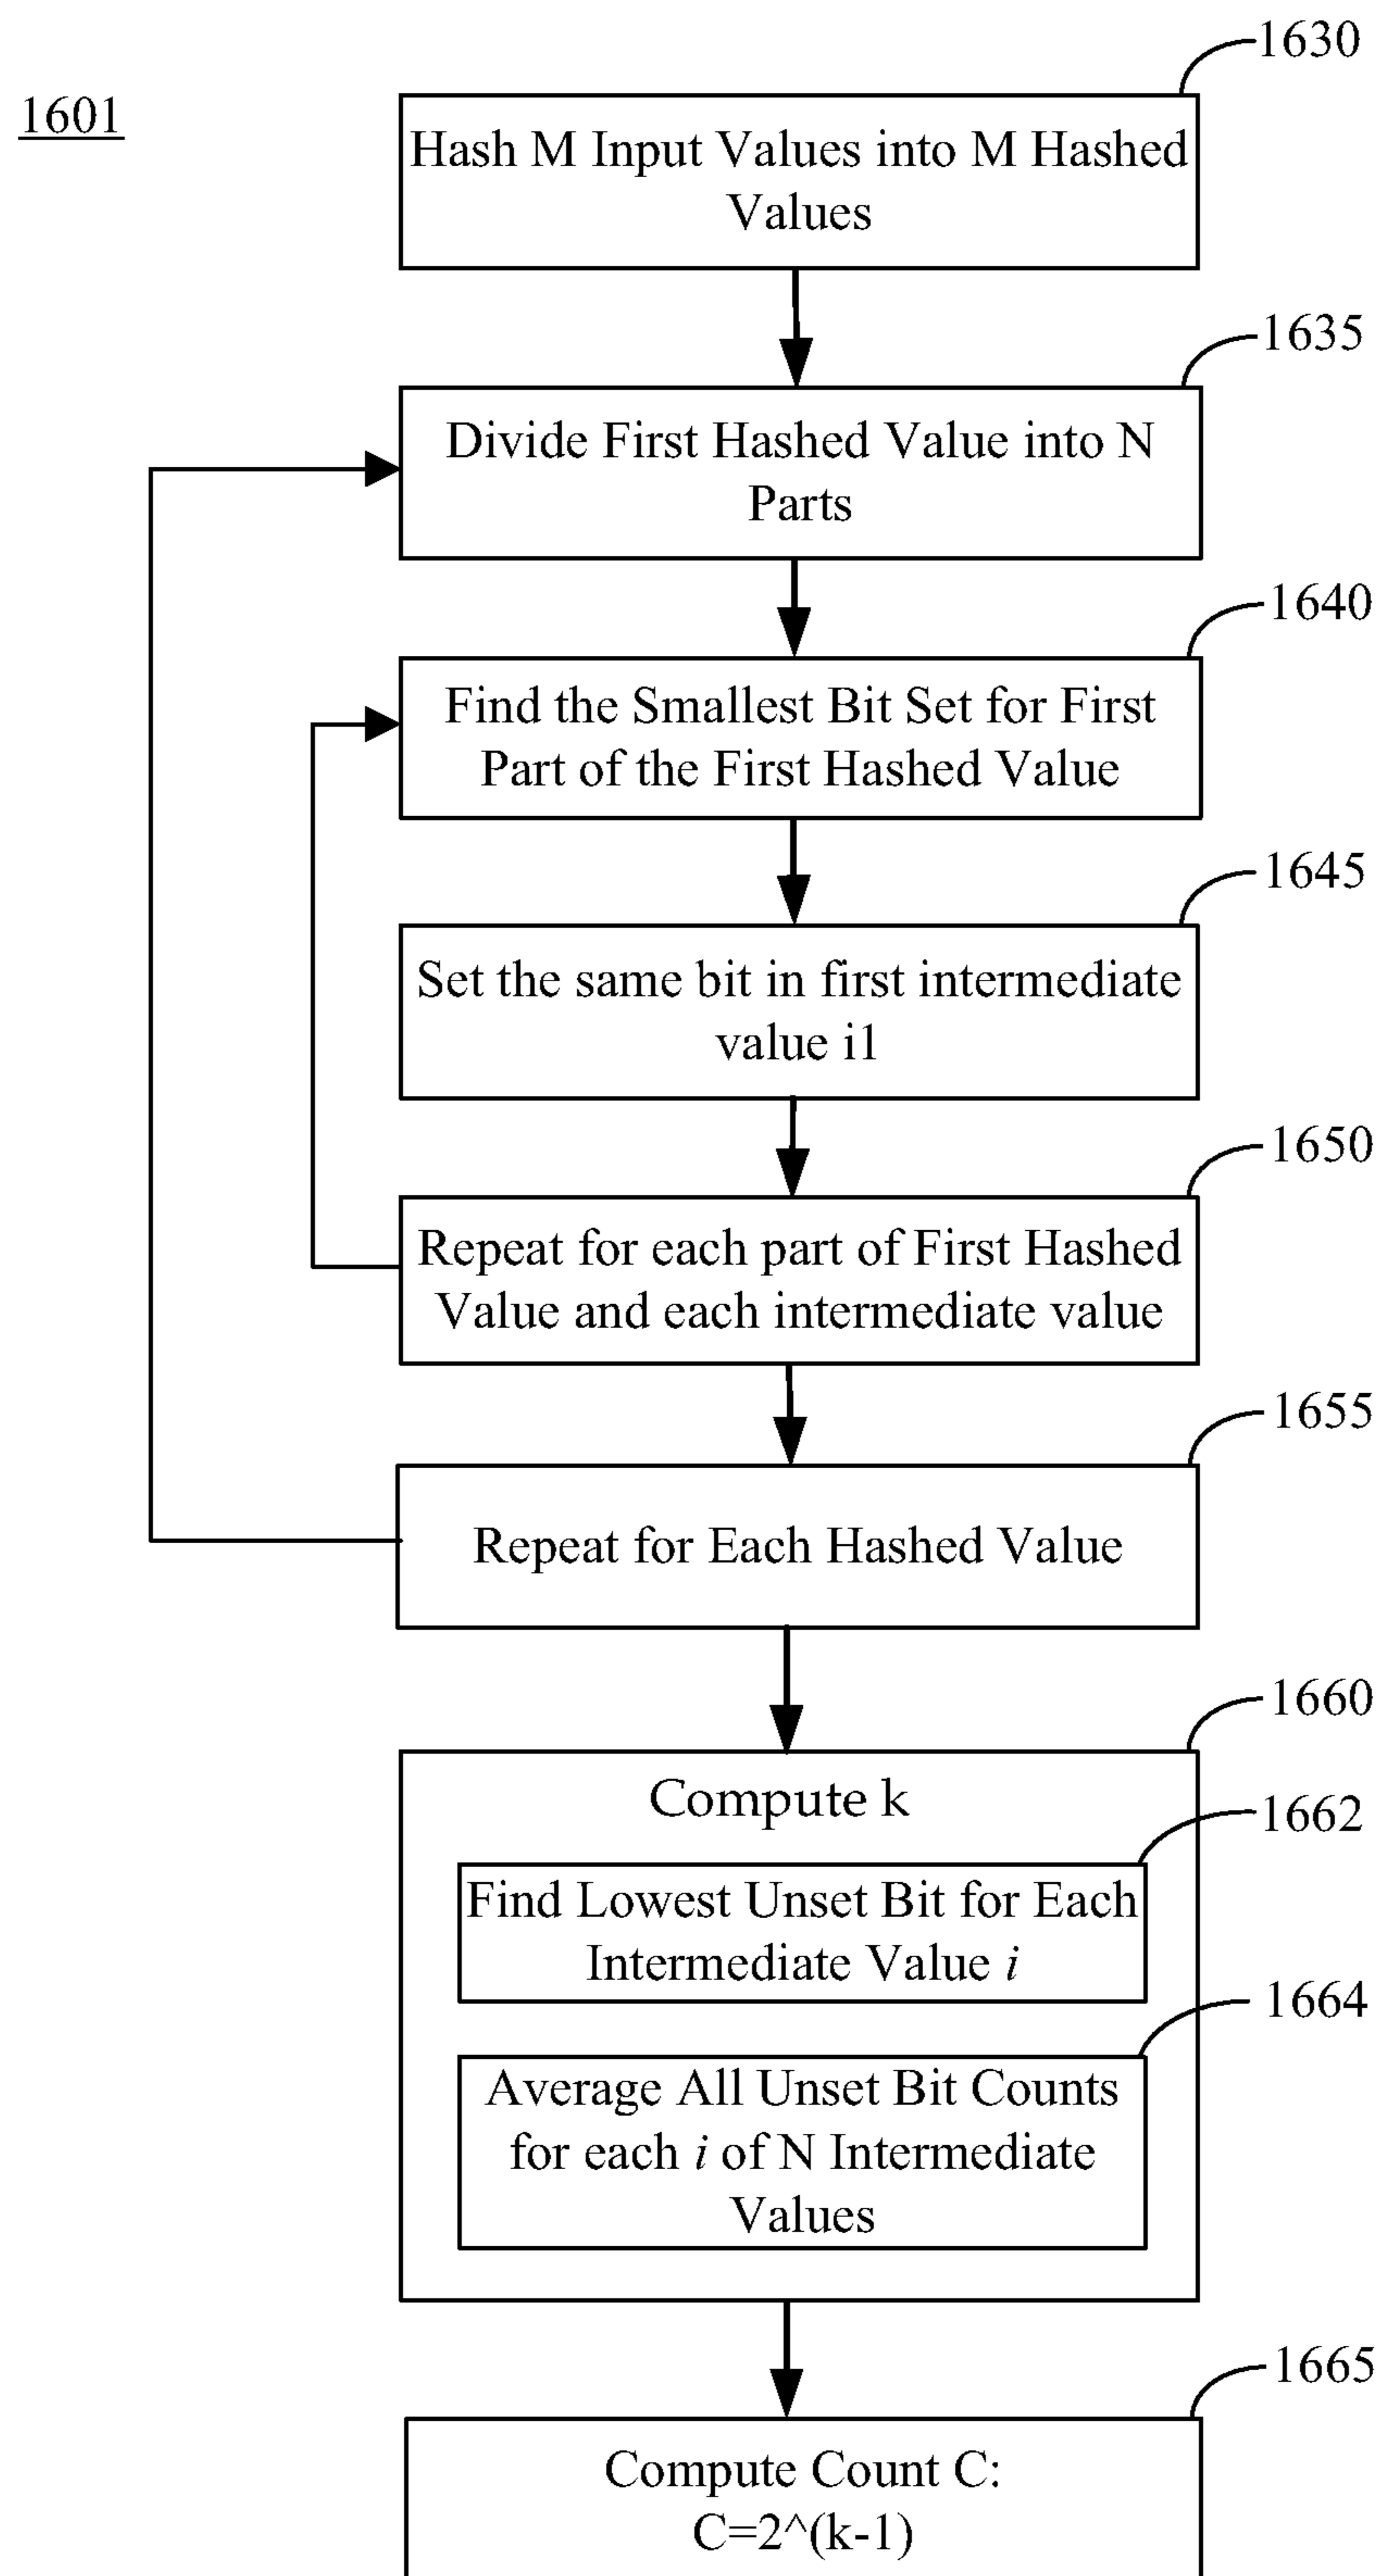 1630
1601
Hash M Input Values into M Hashed
Values
1635
Divide First Hashed Value into N
Parts
1640
Find the Smallest Bit Set for First
Part of the First Hashed Value
1645
Set the same bit in first intermediate
value i1
1650
Repeat for each part of First Hashed
Value and each intermediate value
1655
Repeat for Each Hashed Value
1660
Compute k
1662
Find Lowest Unset Bit for Each
Intermediate Value i
1664
Average All Unset Bit Counts
for each i of N Intermediate
Values
1665
Compute Count C:
C=2^(k-1)